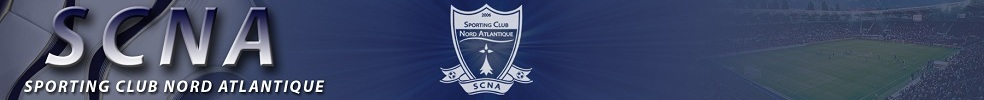 SCNA
SPORTING CLUB NORD ATLANTIQUE
2006
SPORTING CLUB
NORD ATLANTIQUE
SCNA